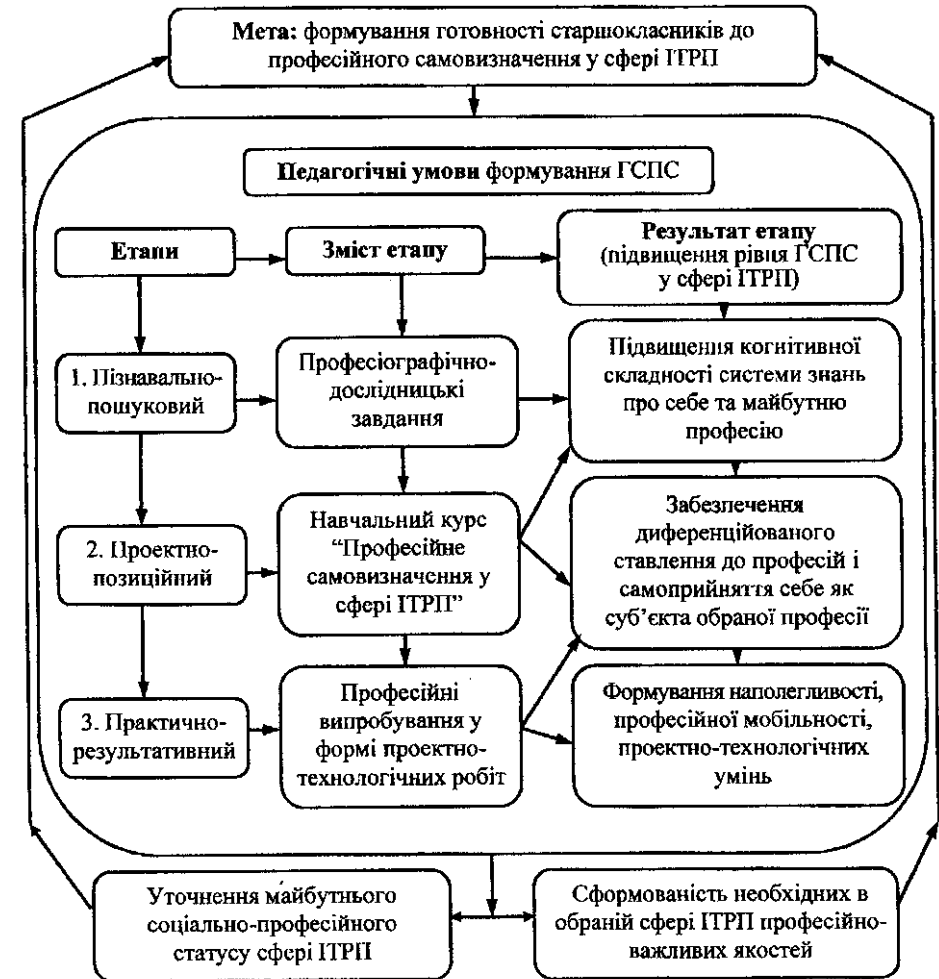 Мета: формування готовності старшокласників до
професійного самовизначення у сфері ІТРП
Педагогічні умови формування ГСПС
Етапи
Зміст етапу
Результат етапу
(підвищення рівня ГСПС
у сфері ІТРП)
1. Пізнавально-
пошуковий
Професіографічно-
дослідницькі
завдання
Підвищення когнітивної
складності системи знань
про себе та майбутню
професію
2. Проектно-
позиційний
Навчальний курс
“Професійне
самовизначення у
сфері ІТРП”
Забезпечення
диференційованого
ставлення до професій і
самоприйняття себе як
суб’єкта обраної професії
3. Практично-
результативний
Професійні
випробування у
формі проектно-
технологічних робіт
Формування наполегливості,
професійної мобільності,
проектно-технологічних
умінь
Уточнення майбутнього
соціально-професійного
статусу сфері ІТРП
Сформованість необхідних в
обраній сфері ІТРП професійно-
важливих якостей